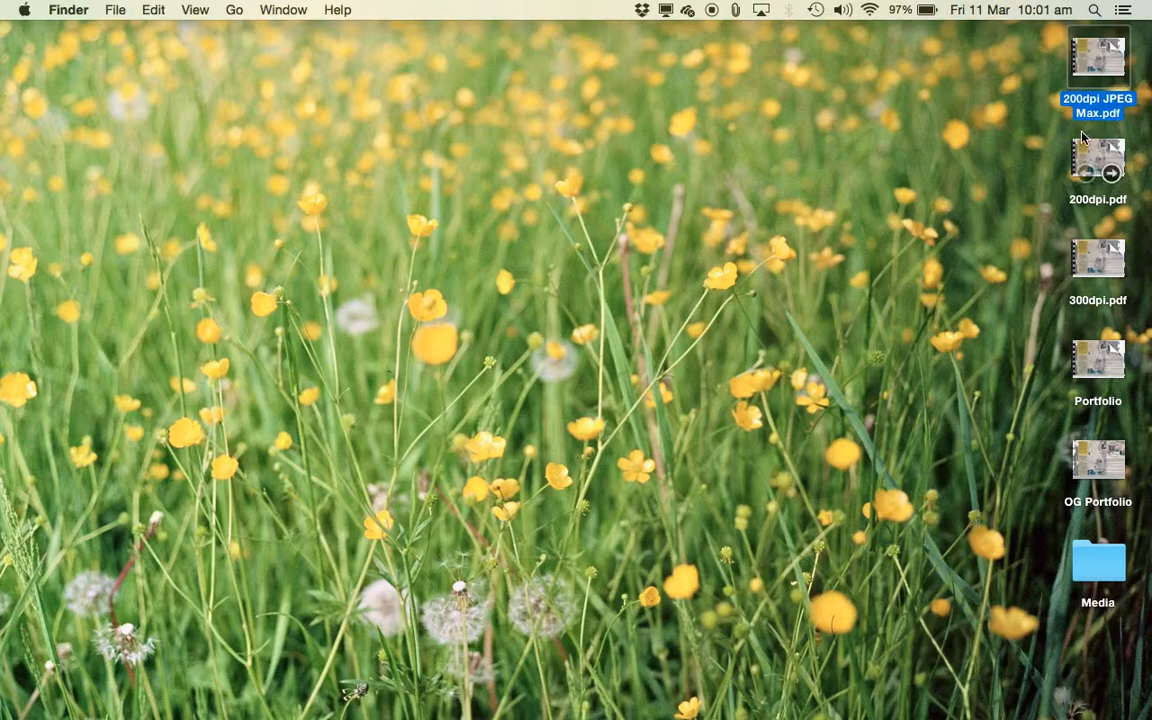 Finder File Edit View Go Window Help 97% Fri 11 Mar 10:01 am
200dpi JPEG
Max.pdf
200dpi.pdf
300dpi.pdf
Portfolio
OG Portfolio
Media